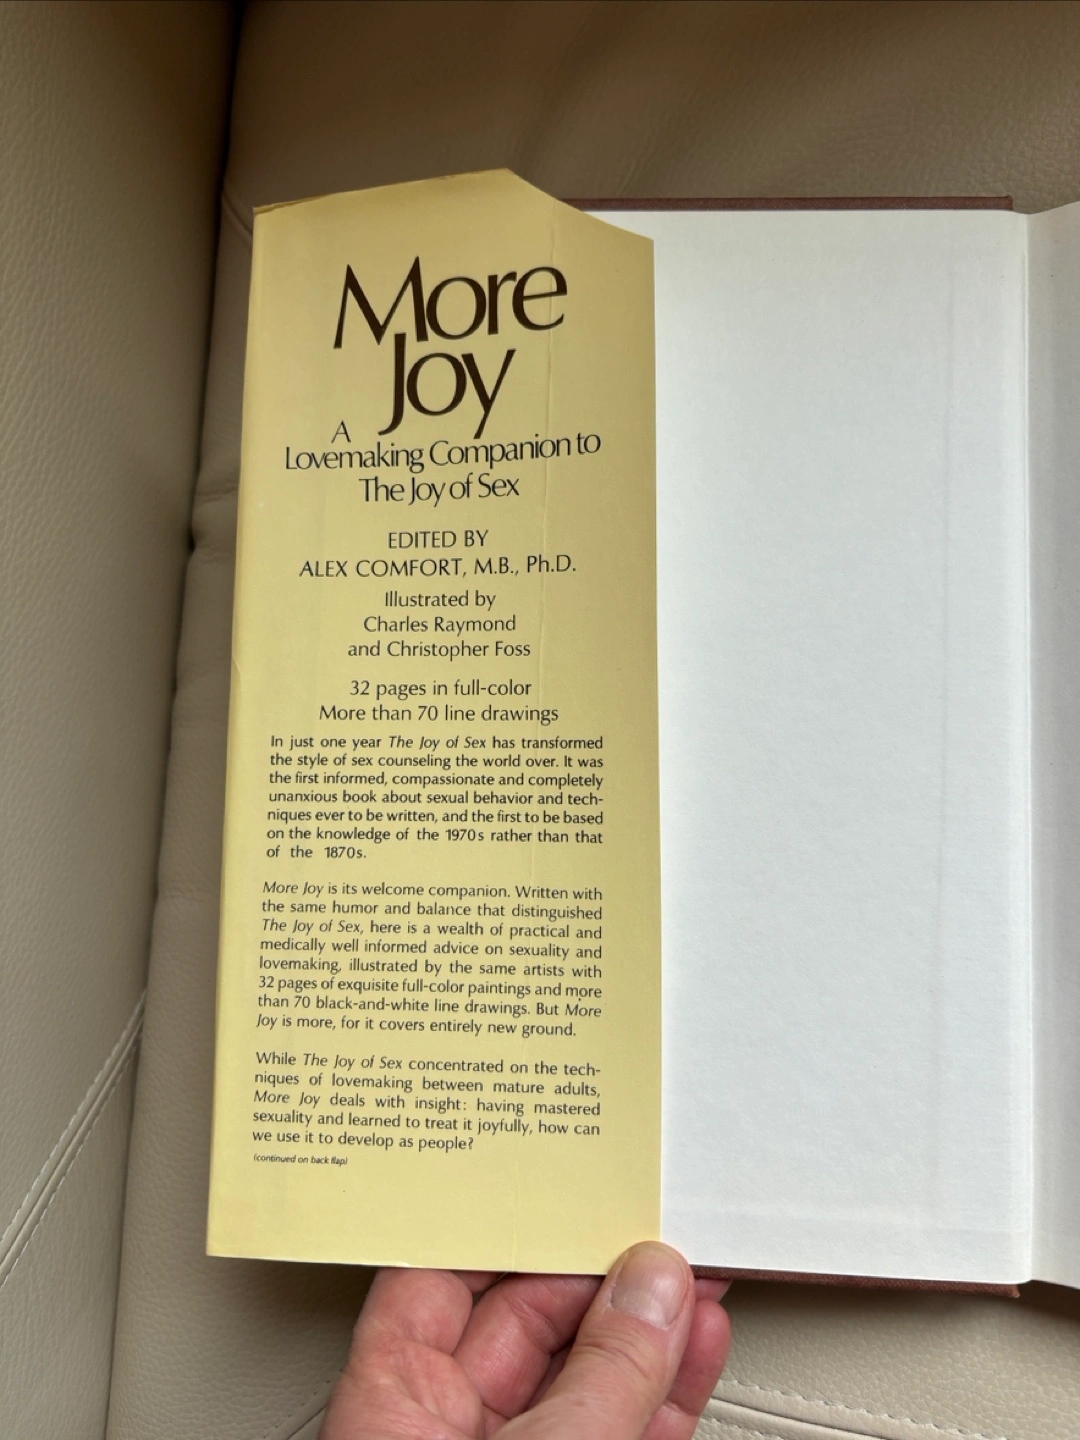 More
Joy
A
Lovemaking Companion to
The Joy of Sex
EDITED BY
ALEX COMFORT, M.B., Ph.D.
Illustrated by
Charles Raymond
and Christopher Foss
32 pages in full-color
More than 70 line drawings
In just one year The Joy of Sex has transformed
the style of sex counseling the world over. It was
the first informed, compassionate and completely
unanxious book about sexual behavior and tech-
niques ever to be written, and the first to be based
on the knowledge of the 1970s rather than that
of the 1870s.
More Joy is its welcome companion. Written with
the same humor and balance that distinguished
The Joy of Sex, here is a wealth of practical and
medically well informed advice on sexuality and
lovemaking, illustrated by the same artists with
32 pages of exquisite full-color paintings and more
than 70 black-and-white line drawings. But More
Joy is more, for it covers entirely new ground.
While The Joy of Sex concentrated on the tech-
niques of lovemaking between mature adults,
More Joy deals with insight: having mastered
sexuality and learned to treat it joyfully, how can
we use it to develop as people?
(continued on back flap)